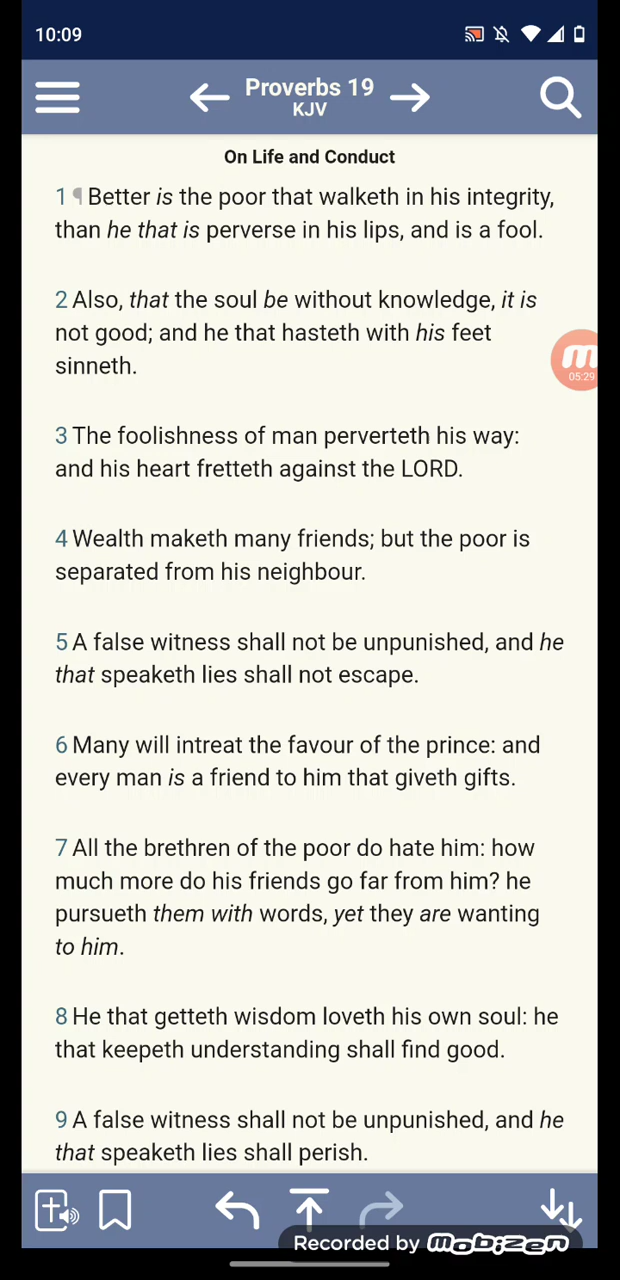 10:09
Proverbs 19
KJV
On Life and Conduct
1 ¶ Better is the poor that walketh in his integrity,
than he that is perverse in his lips, and is a fool.
2 Also, that the soul be without knowledge, it is
not good; and he that hasteth with his feet
sinneth.
m
05:29
3 The foolishness of man perverteth his way:
and his heart fretteth against the LORD.
4 Wealth maketh many friends; but the poor is
separated from his neighbour.
5 A false witness shall not be unpunished, and he
that speaketh lies shall not escape.
6 Many will intreat the favour of the prince: and
every man is a friend to him that giveth gifts.
7 All the brethren of the poor do hate him: how
much more do his friends go far from him? he
pursueth them with words, yet they are wanting
to him.
8 He that getteth wisdom loveth his own soul: he
that keepeth understanding shall find good.
9 A false witness shall not be unpunished, and he
that speaketh lies shall perish.
Recorded by mobizen